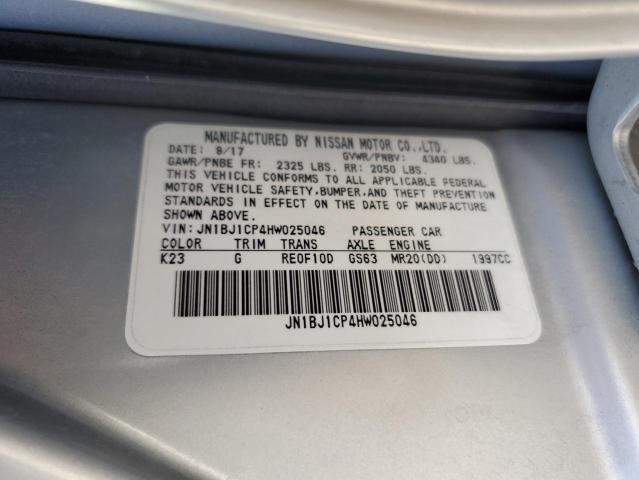 MANUFACTURED BY NISSAN MOTOR CO.,LTD.
DATE: 9/17 GVWR/PNBV: 4340 LBS.
GAWR/PNBE FR: 2325 LBS. RR: 2050 LBS.
THIS VEHICLE CONFORMS TO ALL APPLICABLE FEDERAL
MOTOR VEHICLE SAFETY,BUMPER,AND THEFT PREVENTION
STANDARDS IN EFFECT ON THE DATE OF MANUFACTURE
SHOWN ABOVE.
VIN: JN1BJ1CP4HW025046 PASSENGER CAR
COLOR TRIM TRANS AXLE ENGINE
K23 G RE0F10D GS63 MR20(DD) 1997CC
JN1BJ1CP4HW025046